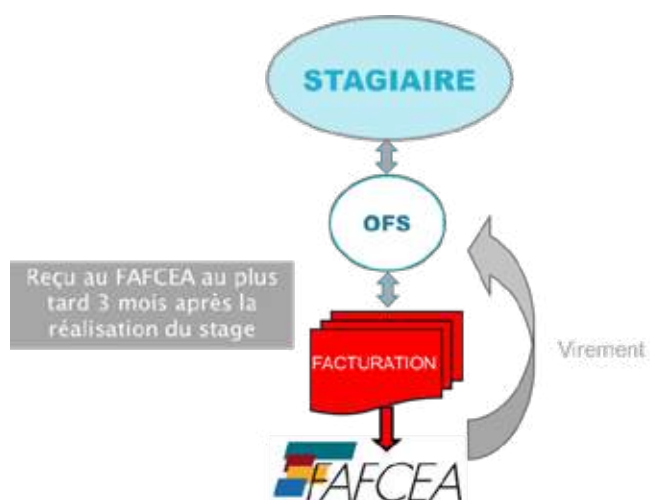 STAGIAIRE
OFS
Reçu au FAFCEA au plus
tard 3 mois après la
réalisation du stage
FACTURATION
Virement
FAFCEA